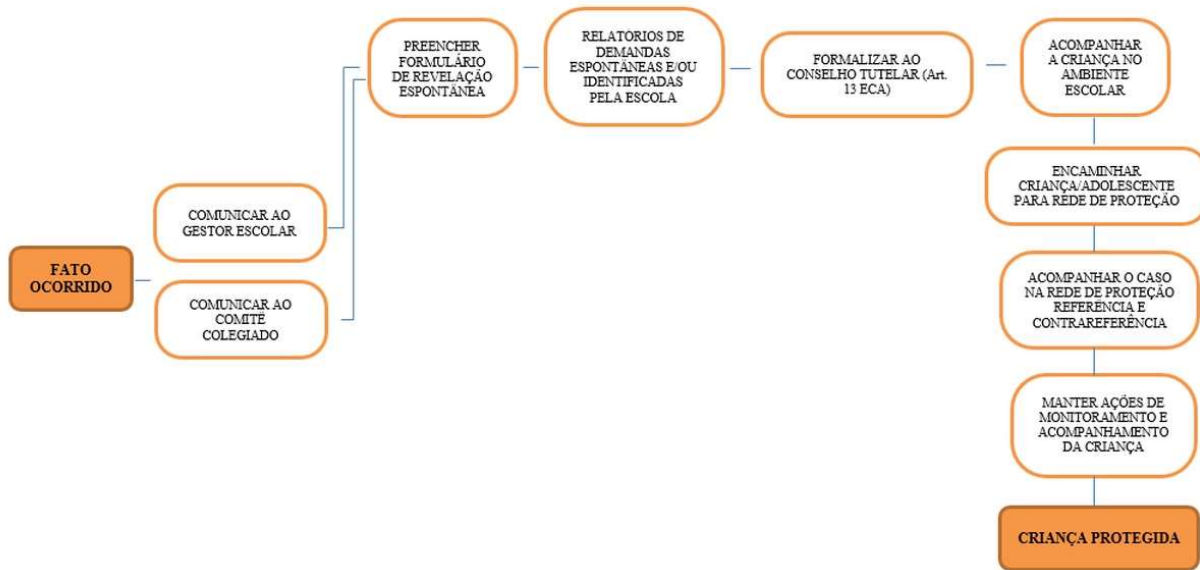 FATO
OCORRIDO
COMUNICAR AO
GESTOR ESCOLAR
COMUNICAR AO
COMITÊ
COLEGIADO
PREENCHER
FORMULÁRIO
DE REVELAÇÃO
ESPONTÂNEA
RELATÓRIOS DE
DEMANDAS
ESPONTÂNEAS E/OU
IDENTIFICADAS
PELA ESCOLA
FORMALIZAR AO
CONSELHO TUTELAR (Art.
13 ECA)
ACOMPANHAR
A CRIANÇA NO
AMBIENTE
ESCOLAR
ENCAMINHAR
CRIANÇA/ADOLESCENTE
PARA REDE DE PROTEÇÃO
ACOMPANHAR O CASO
NA REDE DE PROTEÇÃO
REFERÊNCIA E
CONTRAREFERÊNCIA
MANTER AÇÕES DE
MONITORAMENTO E
ACOMPANHAMENTO
DA CRIANÇA
CRIANÇA PROTEGIDA